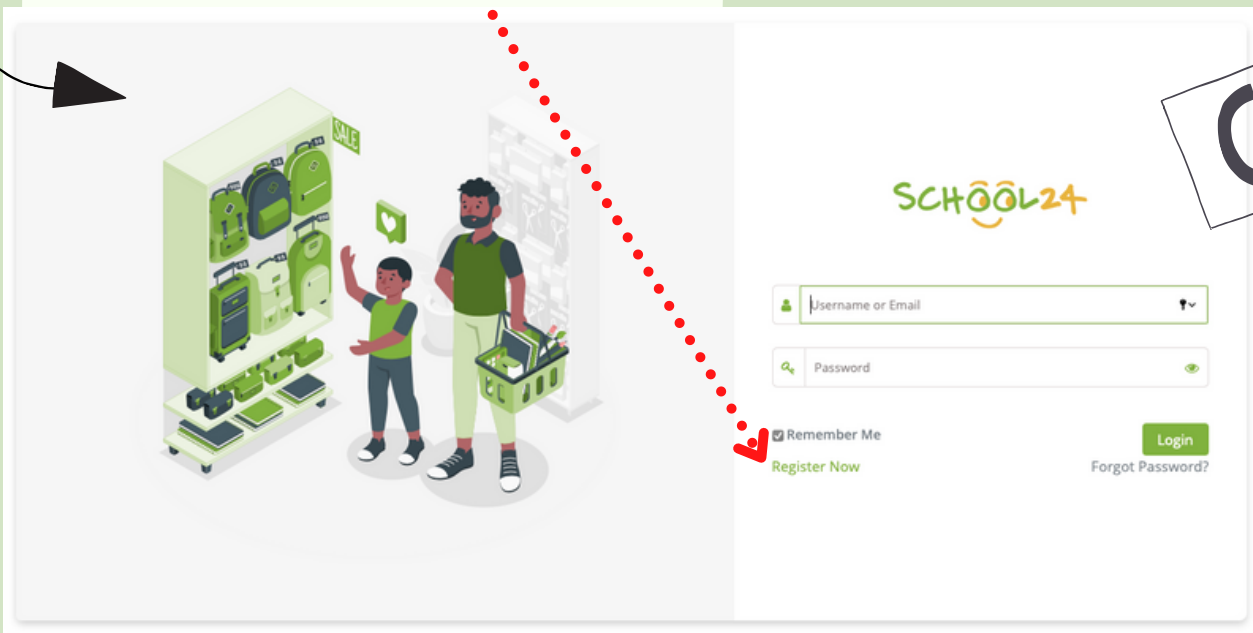 SALE
SCHOOL24
Username or Email
Password
Remember Me
Login
Register Now
Forgot Password?